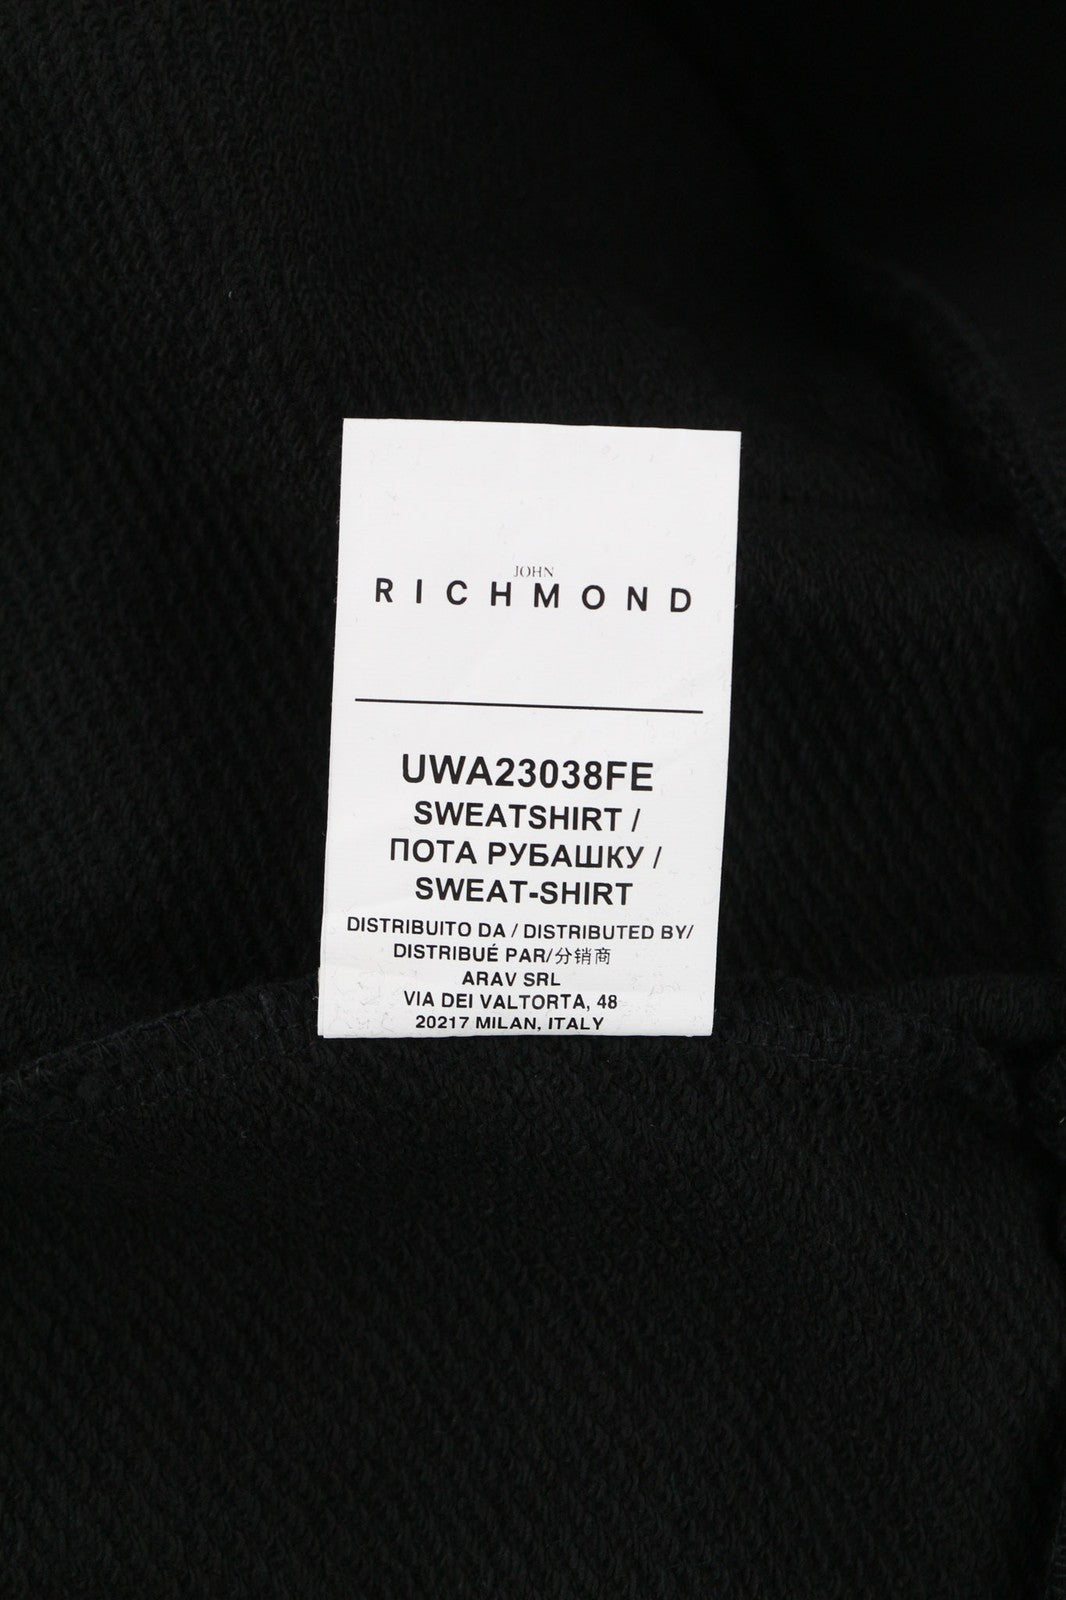 JOHN
RICHMOND
UWA23038FE
SWEATSHIRT /
ПОТА РУБАШКУ /
SWEAT-SHIRT
DISTRIBUITO DA / DISTRIBUTED BY/
DISTRIBUÉ PAR/分销商
ARAV SRL
VIA DEI VALTORTA, 48
20217 MILAN, ITALY